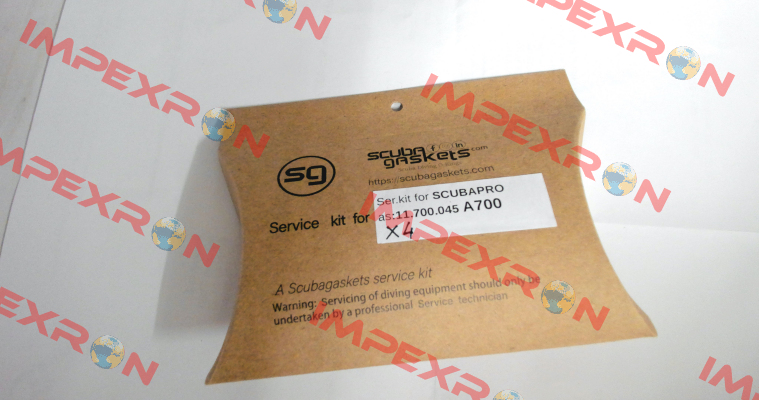 IMPEXRON
IMPEXRON
IMPEXRON
IMPEXRON
sg
scuba
gaskets.com
https://scubagaskets.com
Service kit for
Ser.kit for SCUBAPRO
as:11.700.045 A700
X4
A Scubagaskets service kit
Warning: Servicing of diving equipment should only be
undertaken by a professional Service technician
IMPEXRON
IMPEXRON
IMPEXRON